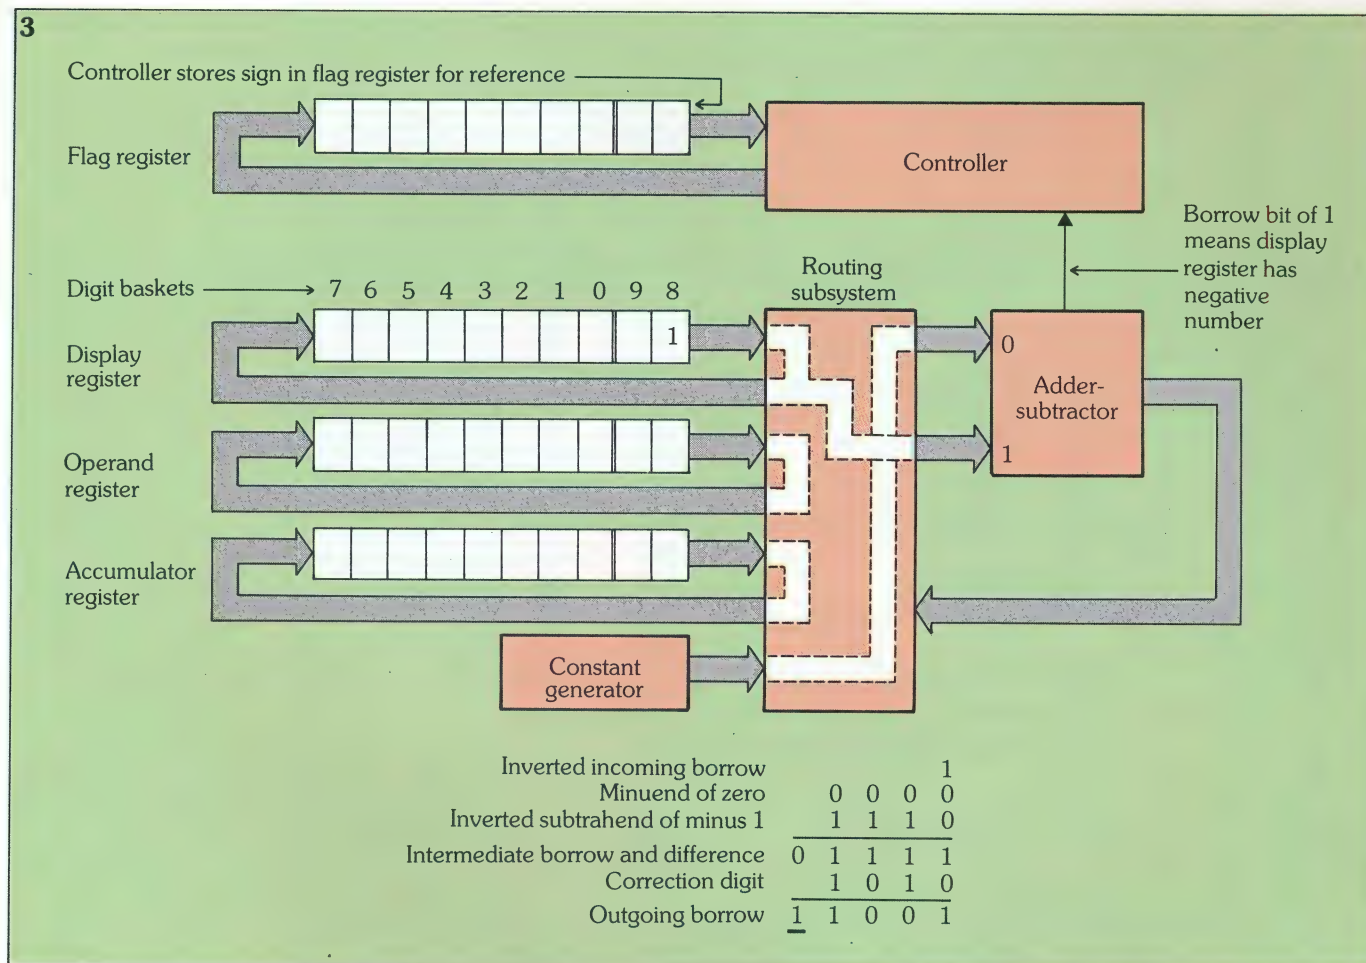 3
Controller stores sign in flag register for reference
Flag register
Controller
Borrow bit of 1
means display
register has
negative
number
Routing
subsystem
Digit baskets
7 6 5 4 3 2 1 0 9 8
Display
register
1
0
Adder-
subtractor
1
Operand
register
Accumulator
register
Constant
generator
Inverted incoming borrow 1
Minuend of zero 0 0 0 0
Inverted subtrahend of minus 1 1 1 1 0
Intermediate borrow and difference 0 1 1 1 1
Correction digit 1 0 1 0
Outgoing borrow 1 1 0 0 1